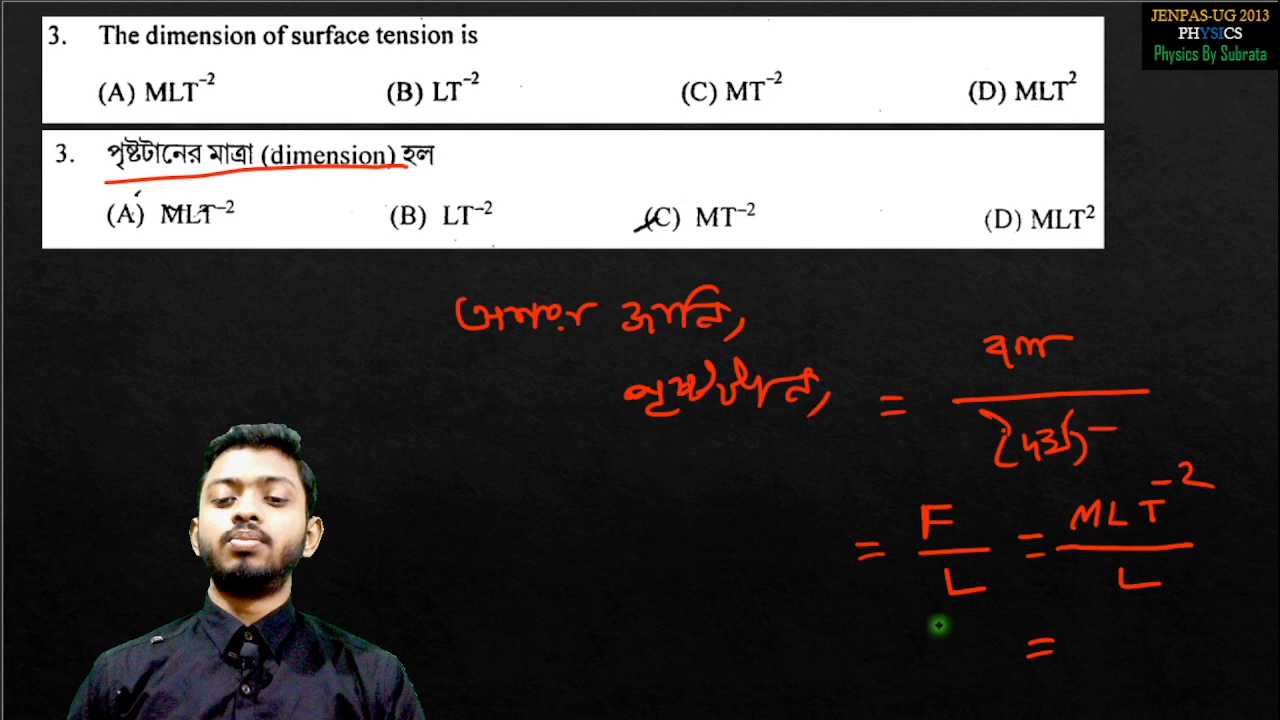 JENPAS-UG 2013
PHYSICS
Physics By Subrata
3. The dimension of surface tension is
(A) MLT⁻² (B) LT⁻² (C) MT⁻² (D) MLT²
3. পৃষ্টটানের মাত্রা (dimension) হল
(A) MLT⁻² (B) LT⁻² (C) MT⁻² (D) MLT²
আমরা জানি,
পৃষ্ঠটান, = বল / দৈর্ঘ্য
= F / L = MLT⁻² / L
=